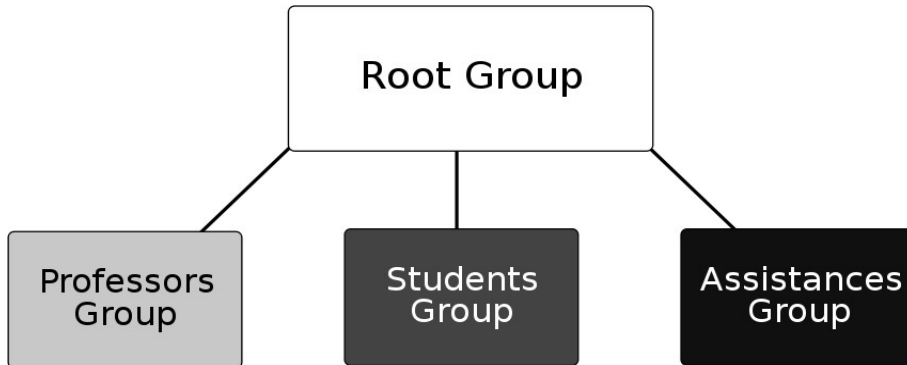 Root Group
Professors
Group
Students
Group
Assistances
Group